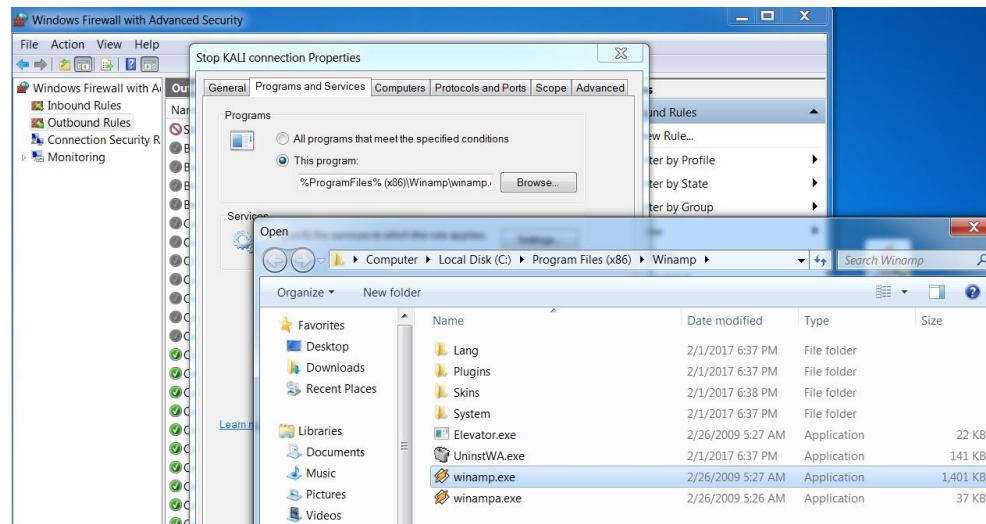 Windows Firewall with Advanced Security
File Action View Help
Stop KALI connection Properties
Windows Firewall with A
Inbound Rules
Outbound Rules
Connection Security R
Monitoring
Ou
Nar
General Programs and Services Computers Protocols and Ports Scope Advanced
Programs
All programs that meet the specified conditions
This program:
%ProgramFiles% (x86)\Winamp\winamp.
Browse...
Services
Learn
und Rules
ew Rule...
ter by Profile
ter by State
ter by Group
Open
Computer Local Disk (C:) Program Files (x86) Winamp
Search Winamp
Organize New folder
Favorites
Desktop
Downloads
Recent Places
Libraries
Documents
Music
Pictures
Videos
Name Date modified Type Size
Lang 2/1/2017 6:37 PM File folder
Plugins 2/1/2017 6:37 PM File folder
Skins 2/1/2017 6:38 PM File folder
System 2/1/2017 6:37 PM File folder
Elevator.exe 2/26/2009 5:27 AM Application 22 KB
UninstWA.exe 2/1/2017 6:37 PM Application 141 KB
winamp.exe 2/26/2009 5:27 AM Application 1,401 KB
winampa.exe 2/26/2009 5:26 AM Application 37 KB